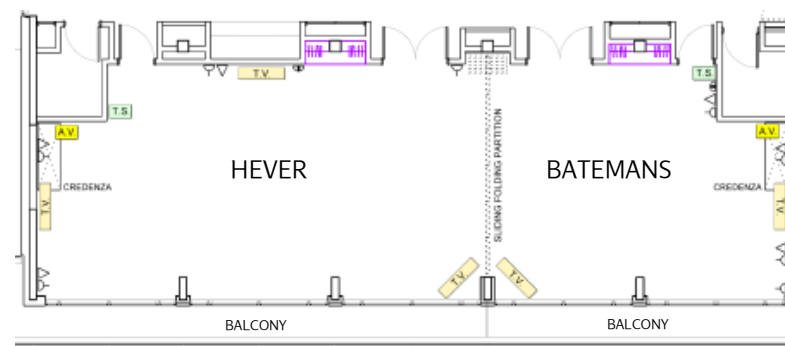 T.V.
T.S.
T.S.
A.V.
A.V.
HEVER
SLIDING FOLDING PARTITION
BATEMANS
CREDENZA
CREDENZA
T.V.
T.V.
T.V.
T.V.
BALCONY
BALCONY